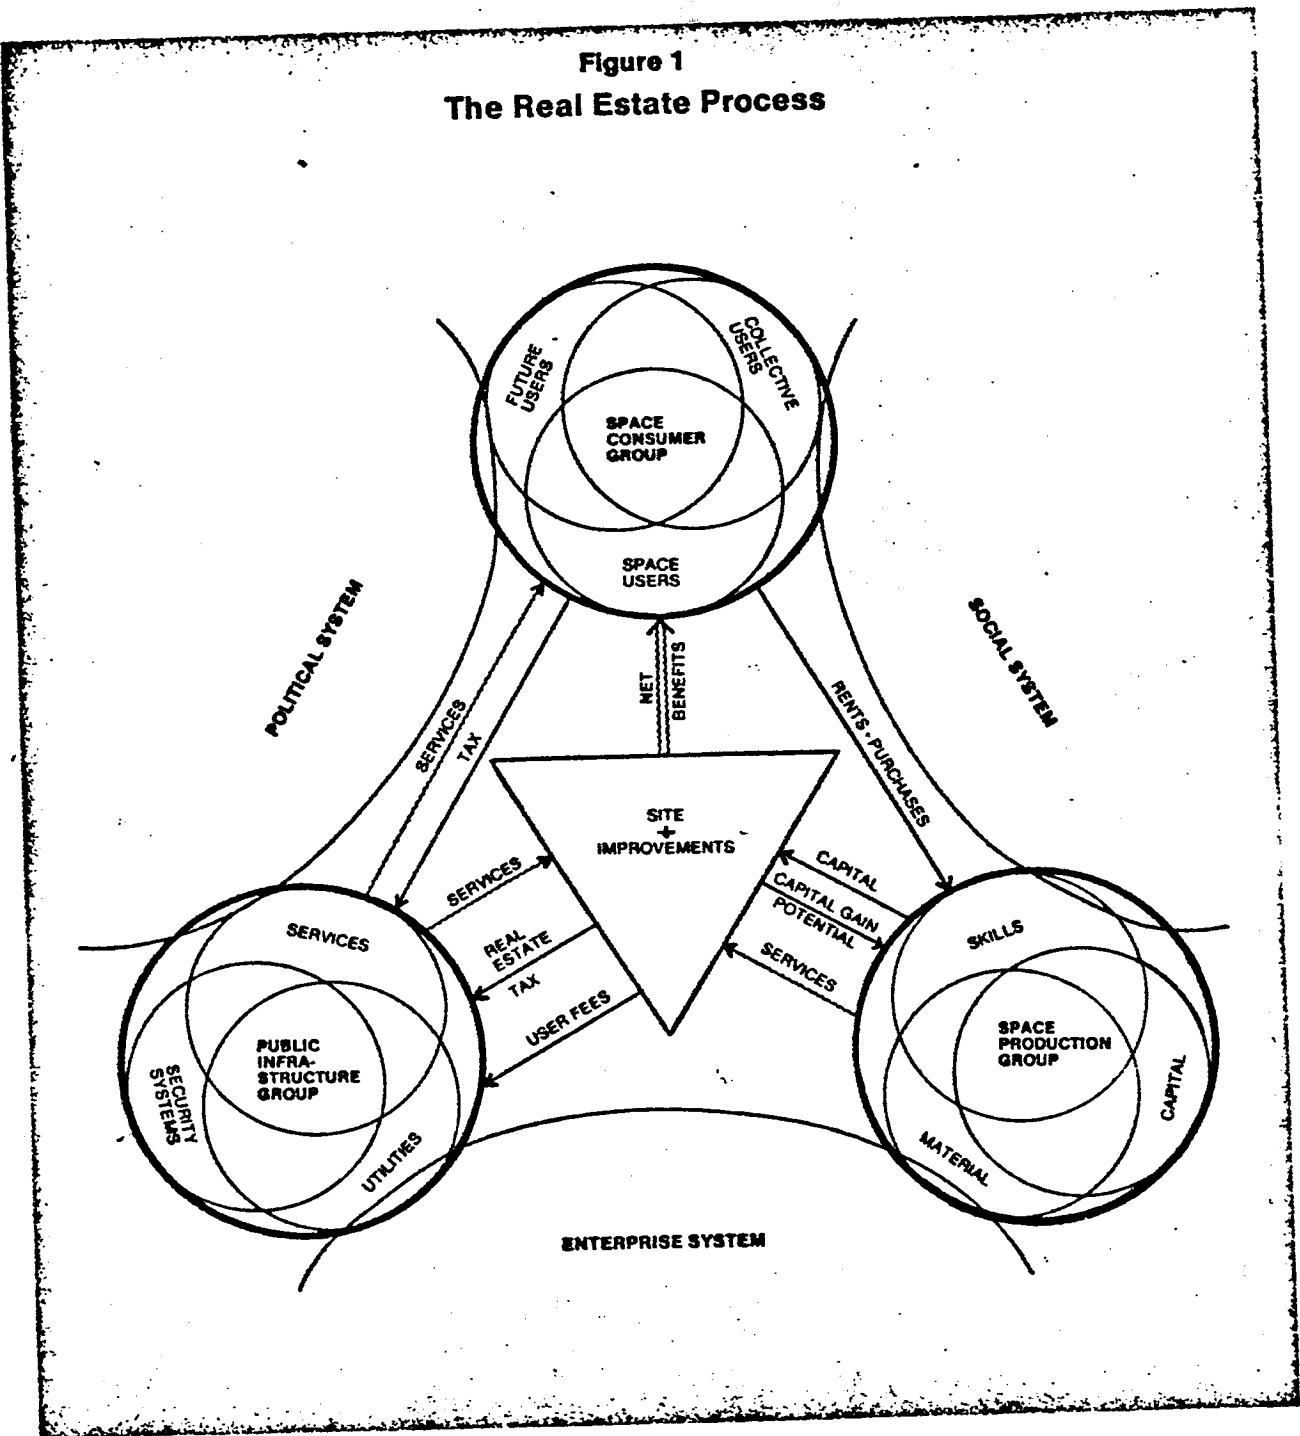 Figure 1
The Real Estate Process
FUTURE
USERS
COLLECTIVE
USERS
SPACE
CONSUMER
GROUP
SPACE
USERS
POLITICAL SYSTEM
SOCIAL SYSTEM
NET
BENEFITS
SERVICES
TAX
RENTS • PURCHASES
SITE
+
IMPROVEMENTS
SERVICES
REAL
ESTATE
TAX
USER FEES
CAPITAL
CAPITAL GAIN
POTENTIAL
SERVICES
SERVICES
PUBLIC
INFRA-
STRUCTURE
GROUP
SECURITY
SYSTEMS
UTILITIES
SKILLS
SPACE
PRODUCTION
GROUP
CAPITAL
MATERIAL
ENTERPRISE SYSTEM